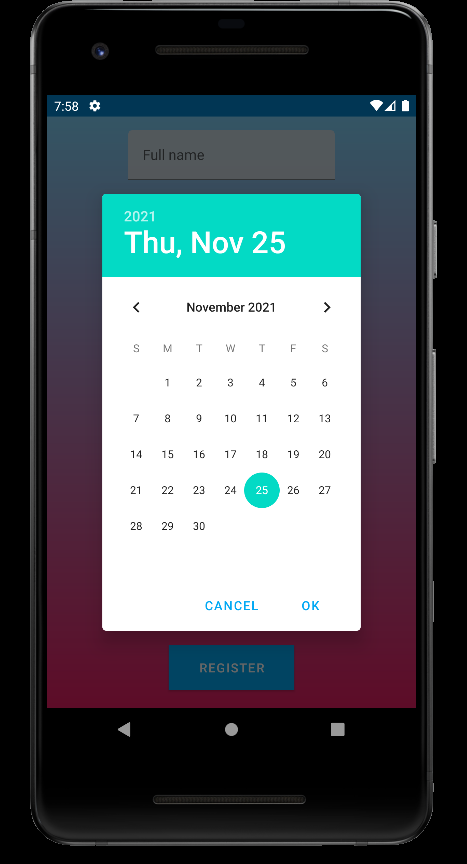 7:58
Full name
2021
Thu, Nov 25
November 2021
S M T W T F S
1 2 3 4 5 6
7 8 9 10 11 12 13
14 15 16 17 18 19 20
21 22 23 24 25 26 27
28 29 30
CANCEL OK
REGISTER